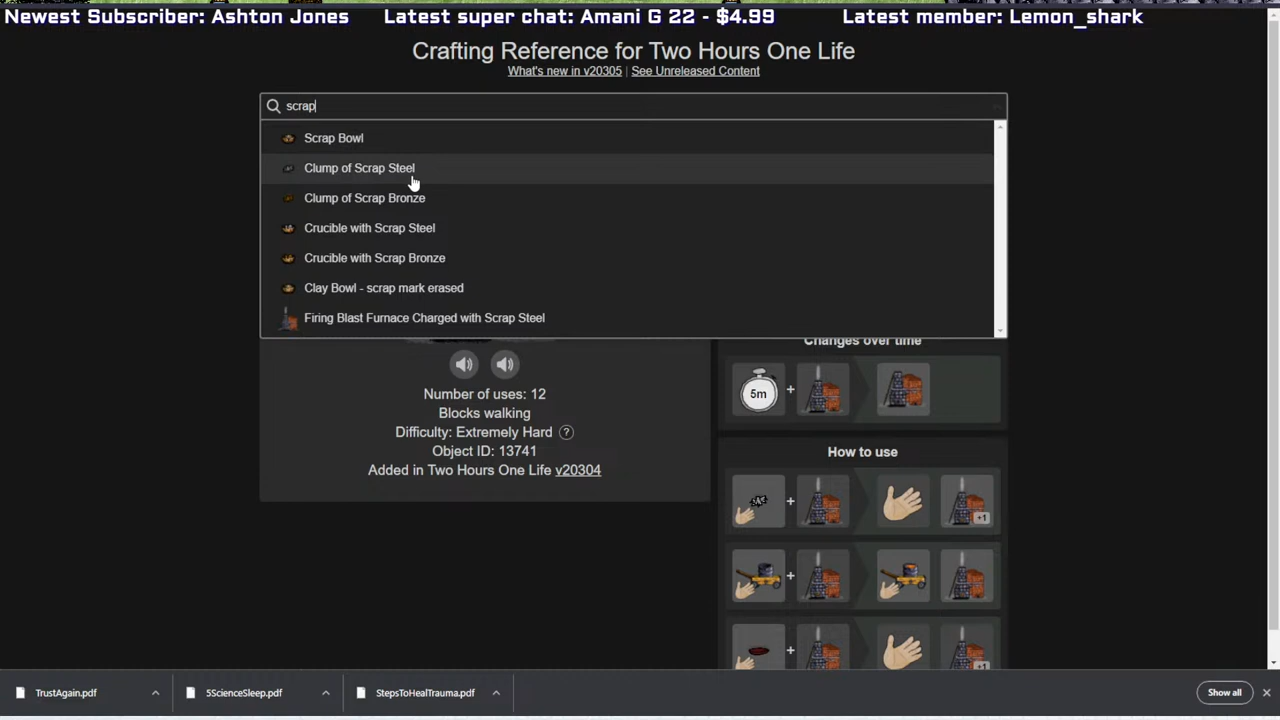 Newest Subscriber: Ashton Jones Latest super chat: Amani G 22 - $4.99 Latest member: Lemon_shark
Crafting Reference for Two Hours One Life
What's new in v20305 | See Unreleased Content
scrap
Scrap Bowl
Clump of Scrap Steel
Clump of Scrap Bronze
Crucible with Scrap Steel
Crucible with Scrap Bronze
Clay Bowl - scrap mark erased
Firing Blast Furnace Charged with Scrap Steel
Changes over time
5m
+
Number of uses: 12
Blocks walking
Difficulty: Extremely Hard ?
Object ID: 13741
Added in Two Hours One Life v20304
How to use
+ +1
+
+ +1
TrustAgain.pdf 5ScienceSleep.pdf StepsToHealTrauma.pdf Show all